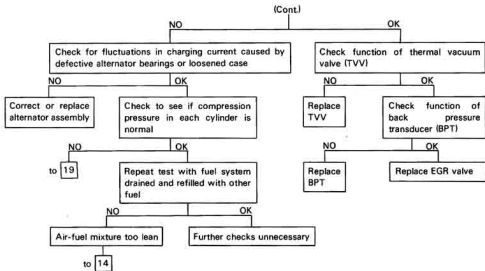 (Cont.)
NO OK
Check for fluctuations in charging current caused by
defective alternator bearings or loosened case
Check function of thermal vacuum
valve (TVV)
NO OK
NO OK
Correct or replace
alternator assembly
Check to see if compression
pressure in each cylinder is
normal
Replace
TVV
Check function of
back pressure
transducer (BPT)
NO OK
NO OK
to 19
Repeat test with fuel system
drained and refilled with other
fuel
Replace
BPT
Replace EGR valve
NO OK
Air-fuel mixture too lean
Further checks unnecessary
to 14